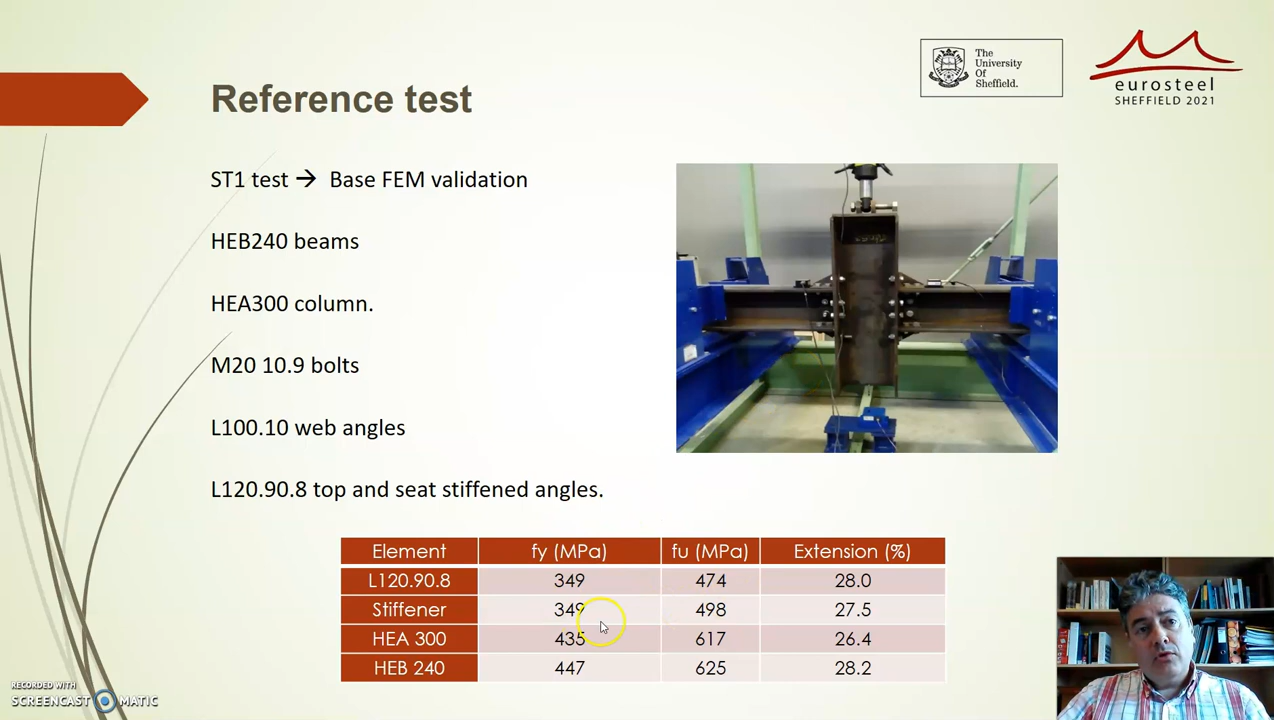 The
University
Of
Sheffield.
eurosteel
SHEFFIELD 2021
Reference test
ST1 test → Base FEM validation
HEB240 beams
HEA300 column.
M20 10.9 bolts
L100.10 web angles
L120.90.8 top and seat stiffened angles.
Element fy (MPa) fu (MPa) Extension (%)
L120.90.8 349 474 28.0
Stiffener 349 498 27.5
HEA 300 435 617 26.4
HEB 240 447 625 28.2
RECORDED WITH
SCREENCAST MATIC